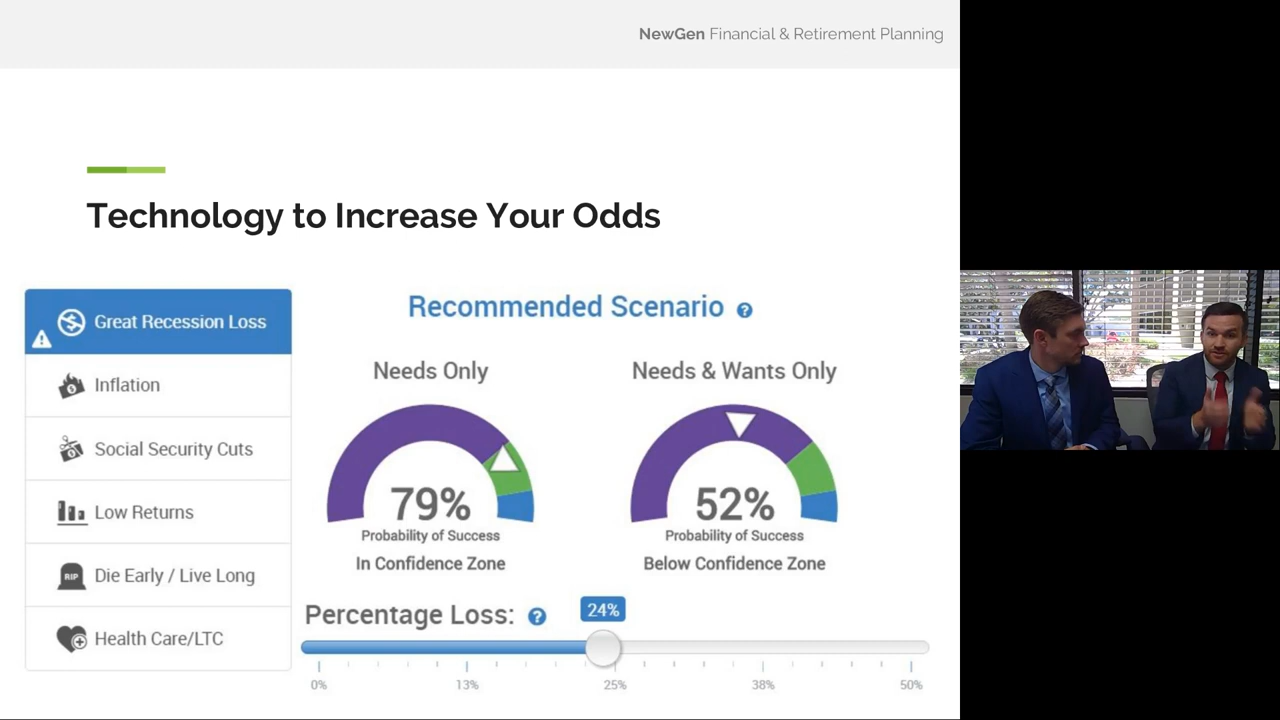 NewGen Financial & Retirement Planning
Technology to Increase Your Odds
Great Recession Loss
Inflation
Social Security Cuts
Low Returns
RIP
Die Early / Live Long
Health Care/LTC
Recommended Scenario ?
Needs Only
79%
Probability of Success
In Confidence Zone
Needs & Wants Only
52%
Probability of Success
Below Confidence Zone
Percentage Loss: ?
24%
0% 13% 25% 38% 50%